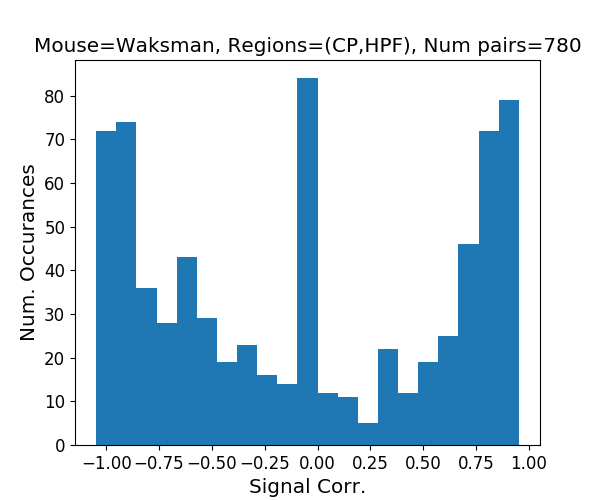 Mouse=Waksman, Regions=(CP,HPF), Num pairs=780
Num. Occurances
80
70
60
50
40
30
20
10
0
−1.00 −0.75 −0.50 −0.25 0.00 0.25 0.50 0.75 1.00
Signal Corr.